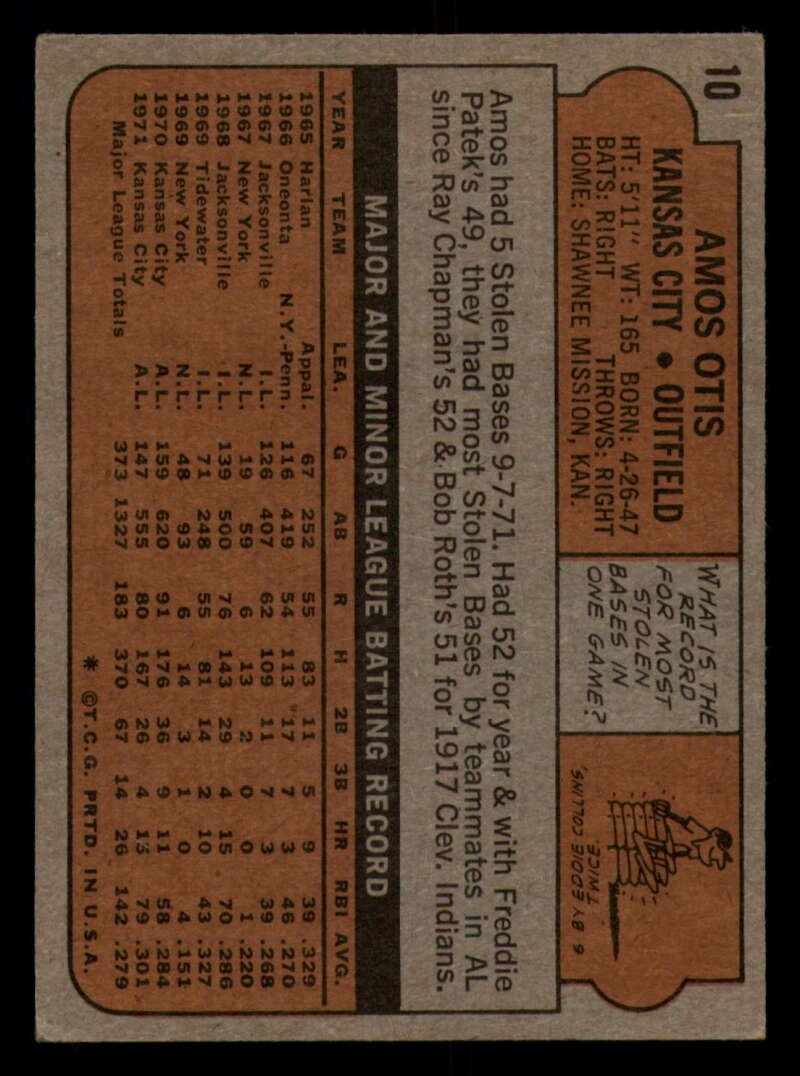 10
AMOS OTIS
KANSAS CITY • OUTFIELD
HT: 5'11" WT: 165 BORN: 4-26-47
BATS: RIGHT THROWS: RIGHT
HOME: SHAWNEE MISSION, KAN.
WHAT IS THE
RECORD
FOR MOST
STOLEN
BASES IN
ONE GAME?
6 BY EDDIE COLLINS,
TWICE
Amos had 5 Stolen Bases 9-7-71. Had 52 for year & with Freddie
Patek's 49, they had most Stolen Bases by teammates in AL
since Ray Chapman's 52 & Bob Roth's 51 for 1917 Clev. Indians.
MAJOR AND MINOR LEAGUE BATTING RECORD
YEAR TEAM LEA. G AB R H 2B 3B HR RBI AVG.
1965 Harlan Appal. 67 252 55 83 11 5 9 39 .329
1966 Oneonta N.Y.-Penn. 116 419 54 113 17 7 3 46 .270
1967 Jacksonville I.L. 126 407 62 109 11 7 3 39 .268
1967 New York N.L. 19 59 6 13 2 0 0 1 .220
1968 Jacksonville I.L. 139 500 76 143 29 4 15 70 .286
1969 Tidewater I.L. 71 248 55 81 14 2 10 43 .327
1969 New York N.L. 48 93 6 14 3 1 0 4 .151
1970 Kansas City A.L. 159 620 91 176 36 9 11 58 .284
1971 Kansas City A.L. 147 555 80 167 26 4 15 79 .301
Major League Totals 373 1327 183 370 67 14 26 142 .279
* ©T.C.G. PRTD. IN U.S.A.